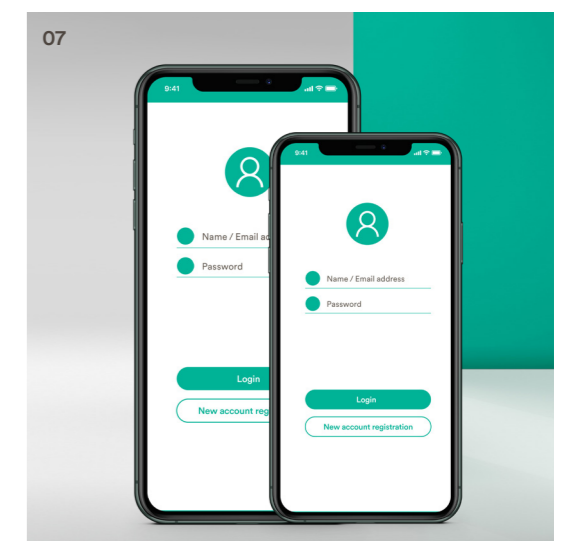 07
9:41
Name / Email ad
Password
Login
New account reg
9:41
Name / Email address
Password
Login
New account registration